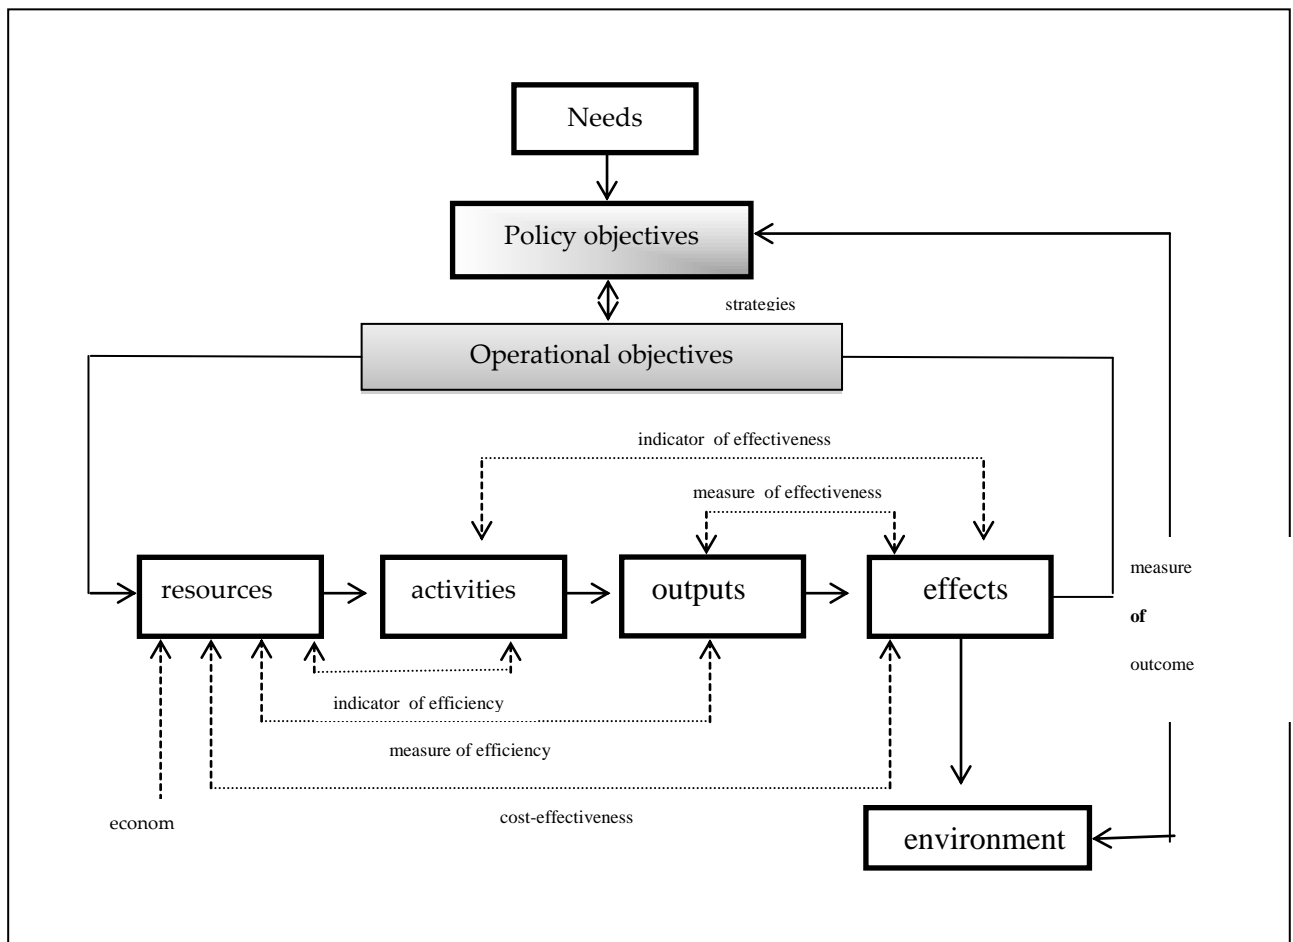 Needs
Policy objectives
strategies
Operational objectives
indicator of effectiveness
measure of effectiveness
resources
activities
outputs
effects
measure
of
outcome
indicator of efficiency
measure of efficiency
cost-effectiveness
econom
environment